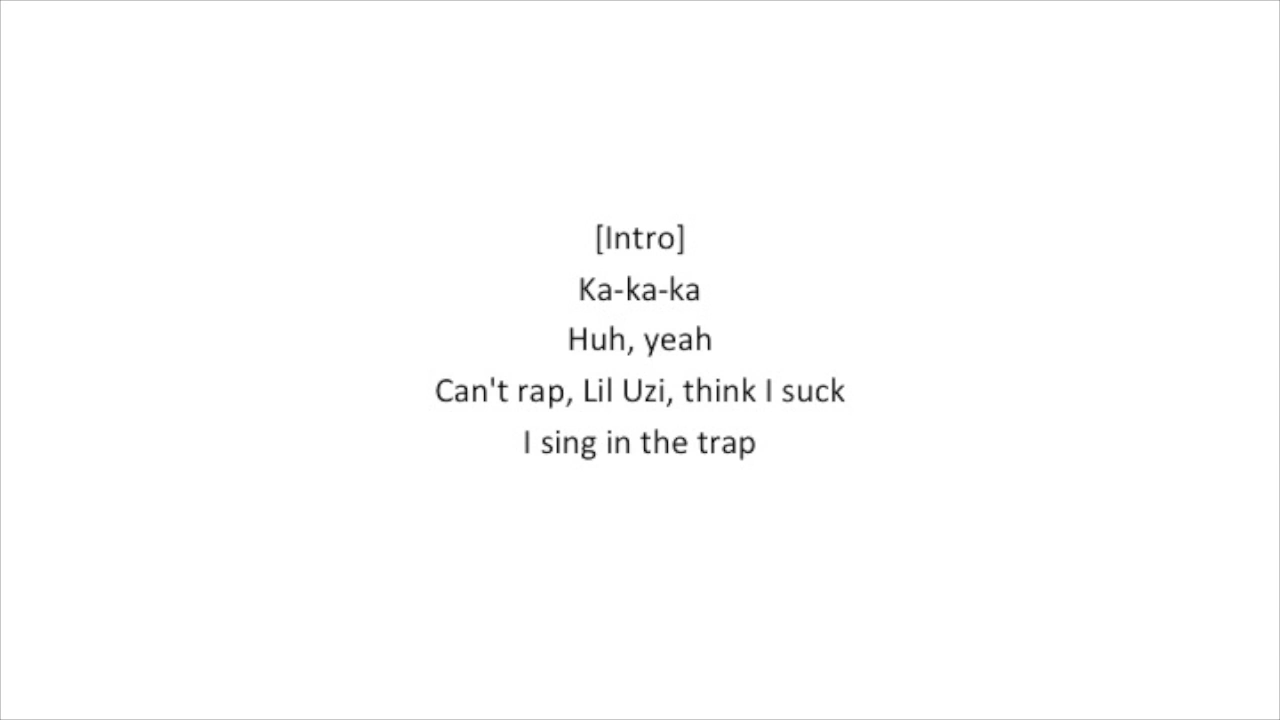 [Intro]
Ka-ka-ka
Huh, yeah
Can't rap, Lil Uzi, think I suck
I sing in the trap